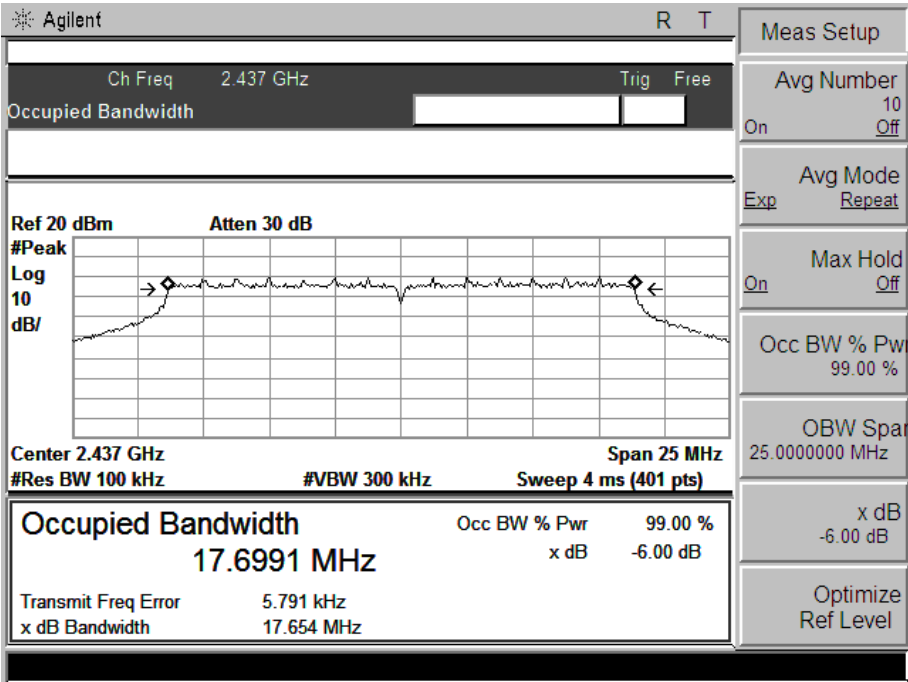 Agilent R T
Ch Freq 2.437 GHz Trig Free
Occupied Bandwidth
Ref 20 dBm Atten 30 dB
#Peak
Log
10
dB/
Center 2.437 GHz Span 25 MHz
#Res BW 100 kHz #VBW 300 kHz Sweep 4 ms (401 pts)
Occupied Bandwidth Occ BW % Pwr 99.00 %
17.6991 MHz x dB -6.00 dB
Transmit Freq Error 5.791 kHz
x dB Bandwidth 17.654 MHz
Meas Setup
Avg Number
10
On Off
Avg Mode
Exp Repeat
Max Hold
On Off
Occ BW % Pwr
99.00 %
OBW Span
25.0000000 MHz
x dB
-6.00 dB
Optimize
Ref Level